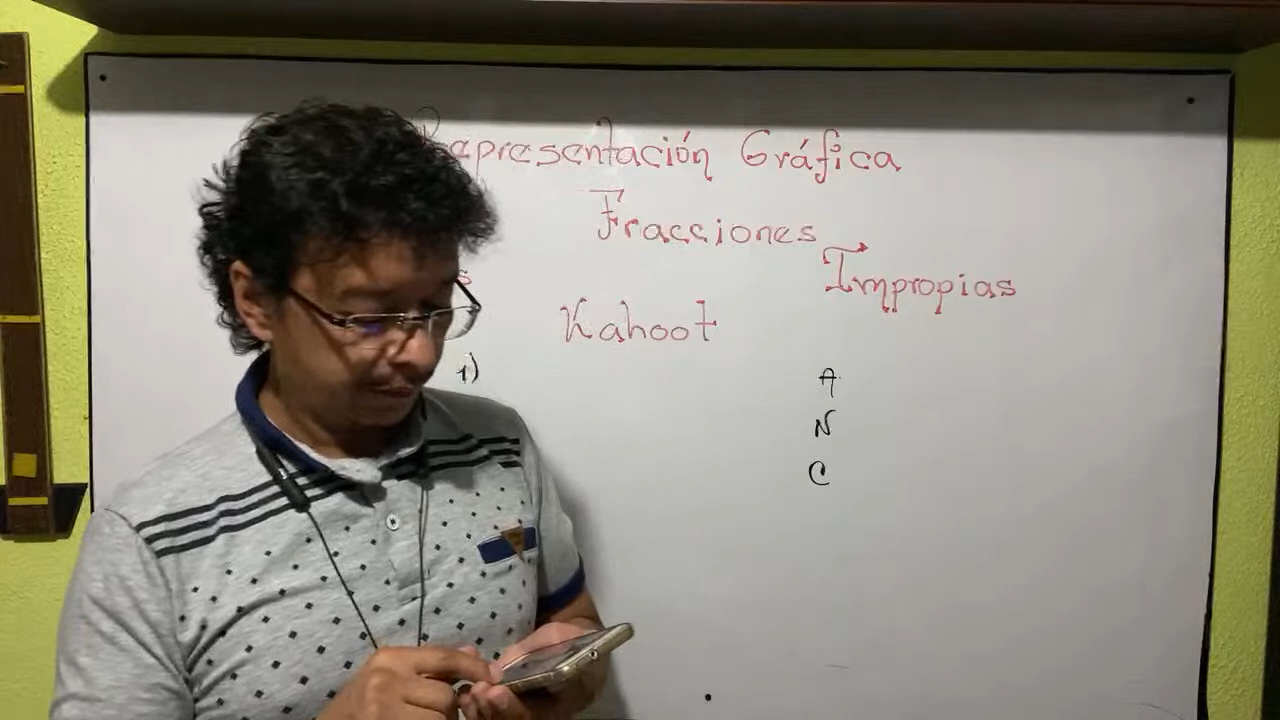 Representación Gráfica
Fracciones
s
Impropias
Kahoot
1)
A
N
C